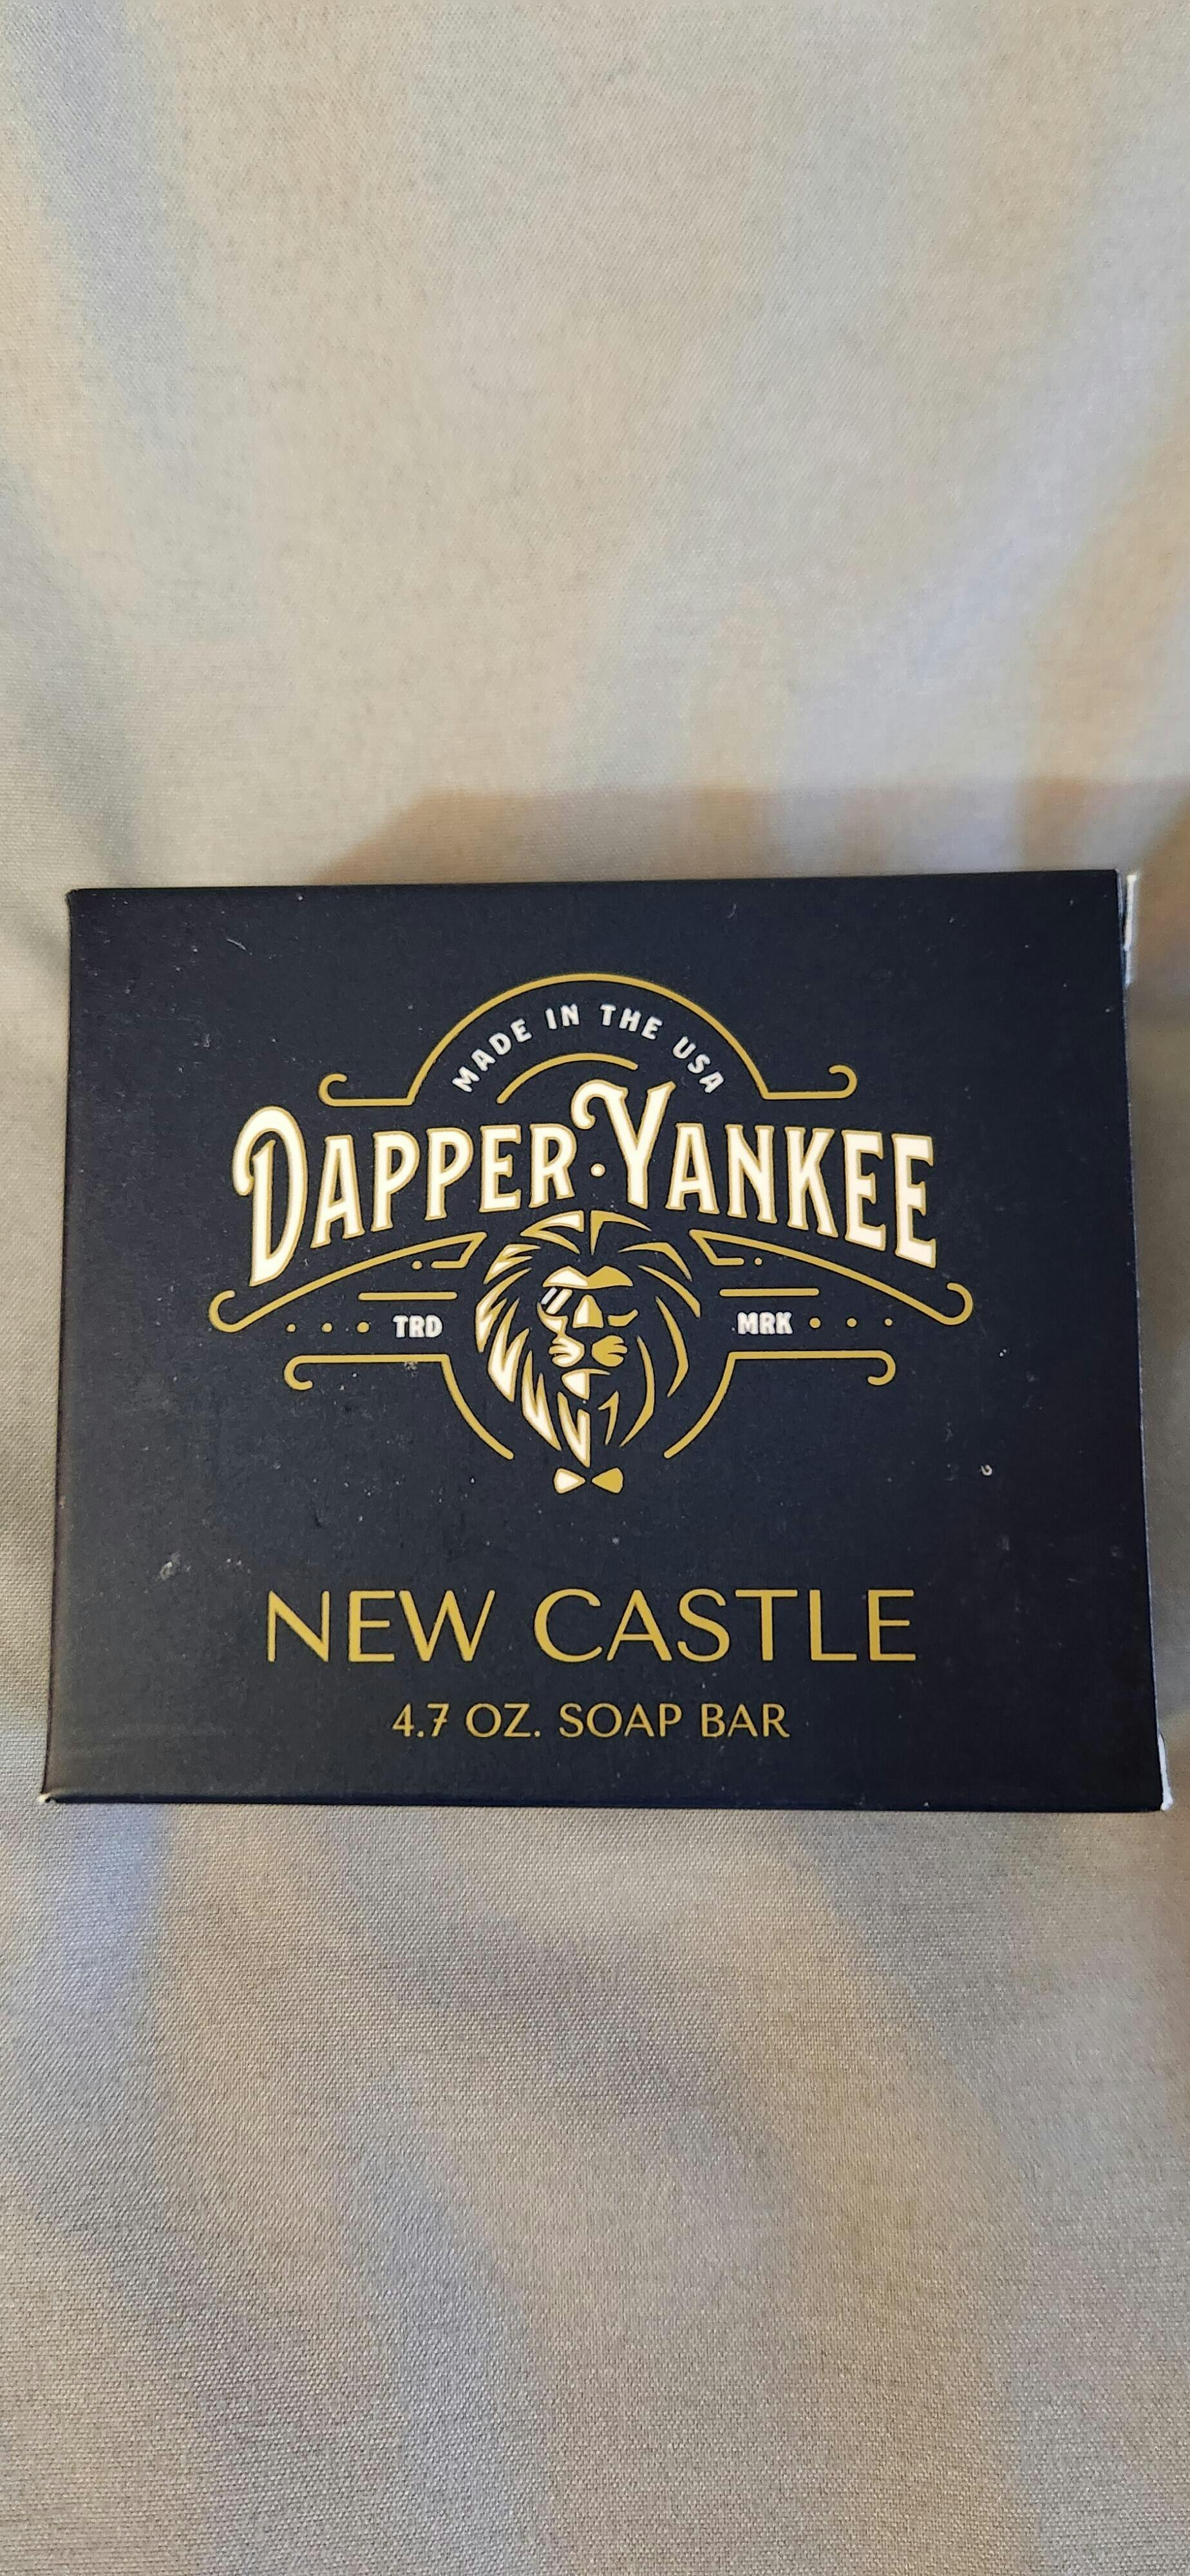 MADE IN THE USA
DAPPER·YANKEE
TRD MRK
NEW CASTLE
4.7 OZ. SOAP BAR